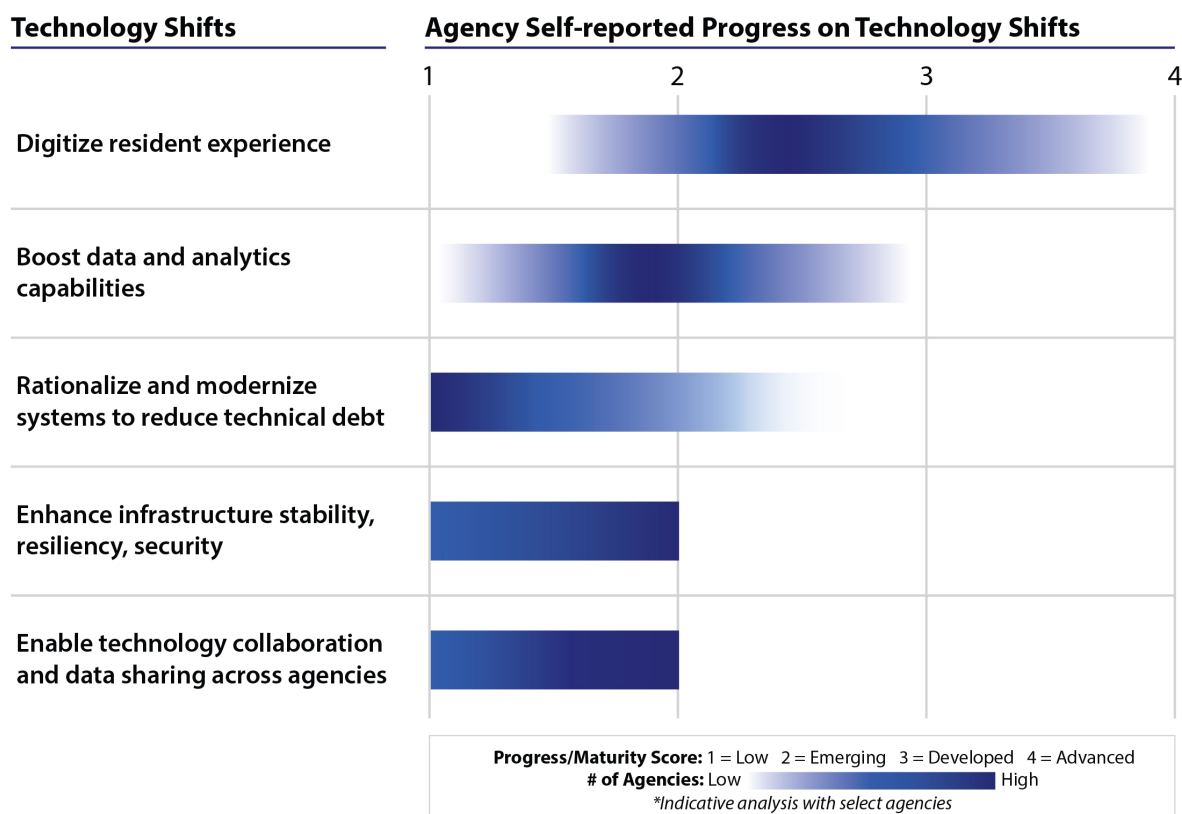 Technology Shifts
Agency Self-reported Progress on Technology Shifts
1 2 3 4
Digitize resident experience
Boost data and analytics
capabilities
Rationalize and modernize
systems to reduce technical debt
Enhance infrastructure stability,
resiliency, security
Enable technology collaboration
and data sharing across agencies
Progress/Maturity Score: 1 = Low 2 = Emerging 3 = Developed 4 = Advanced
# of Agencies: Low High
*Indicative analysis with select agencies